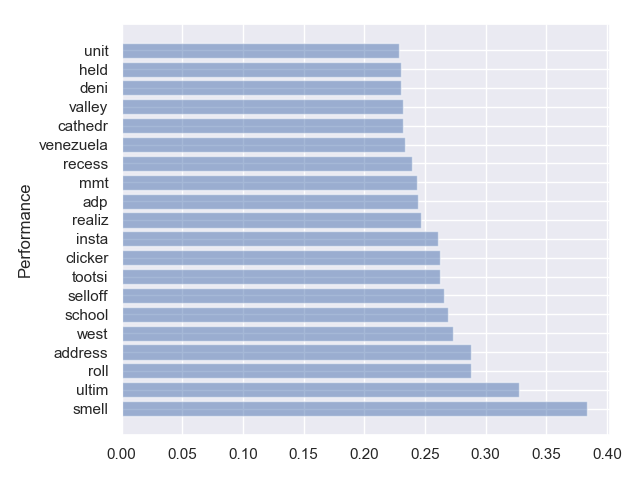 unit
held
deni
valley
cathedr
venezuela
recess
mmt
adp
realiz
insta
clicker
tootsi
selloff
school
west
address
roll
ultim
smell
Performance
0.00 0.05 0.10 0.15 0.20 0.25 0.30 0.35 0.40